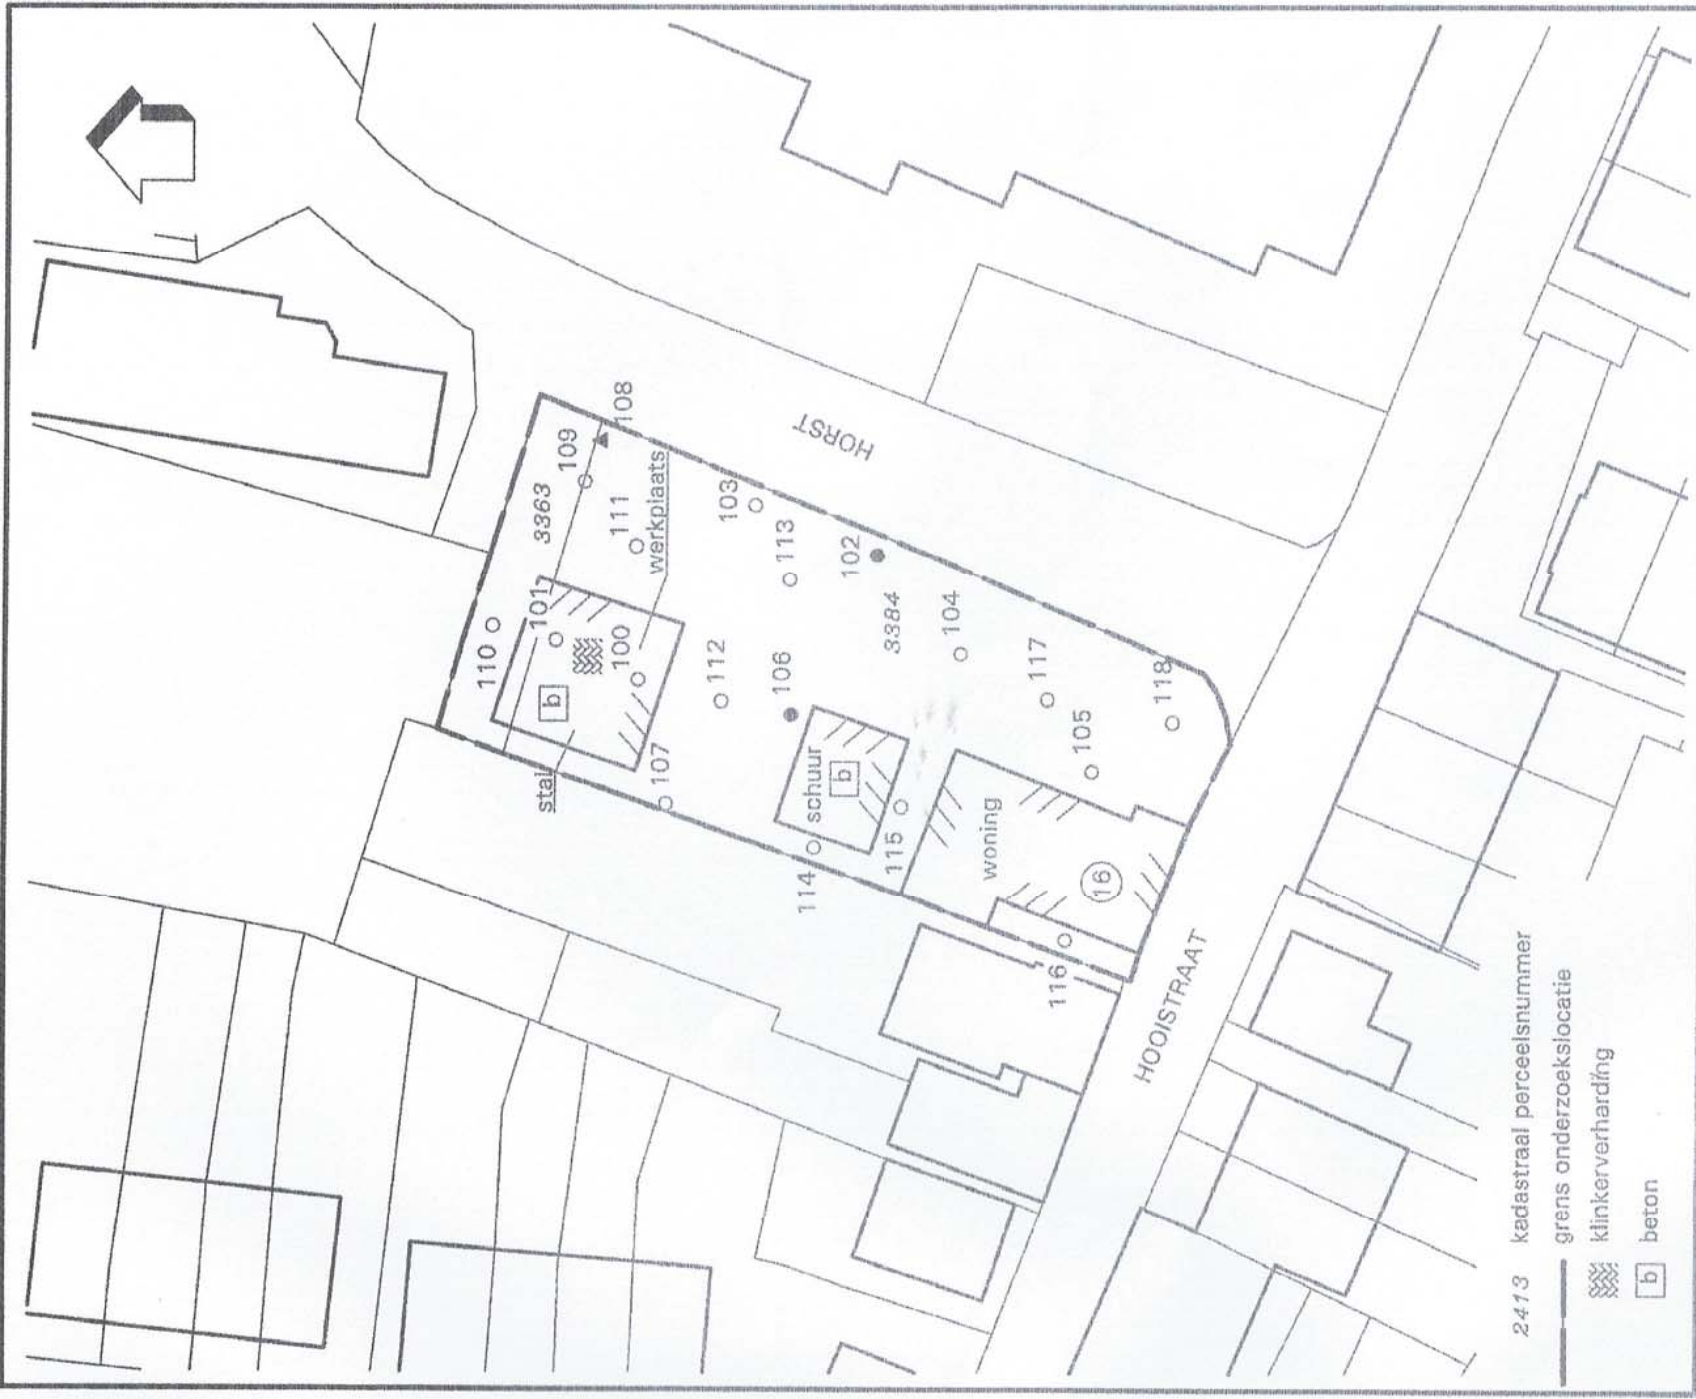 108
109
3363
111
werkplaats
110
101
100
b
stal
107
103
113
102
HORST
112
106
3384
104
schuur
b
114
115
117
105
118
woning
16
116
HOOISTRAAT
2413 kadastraal perceelsnummer
grens onderzoekslocatie
klinkerverharding
b beton